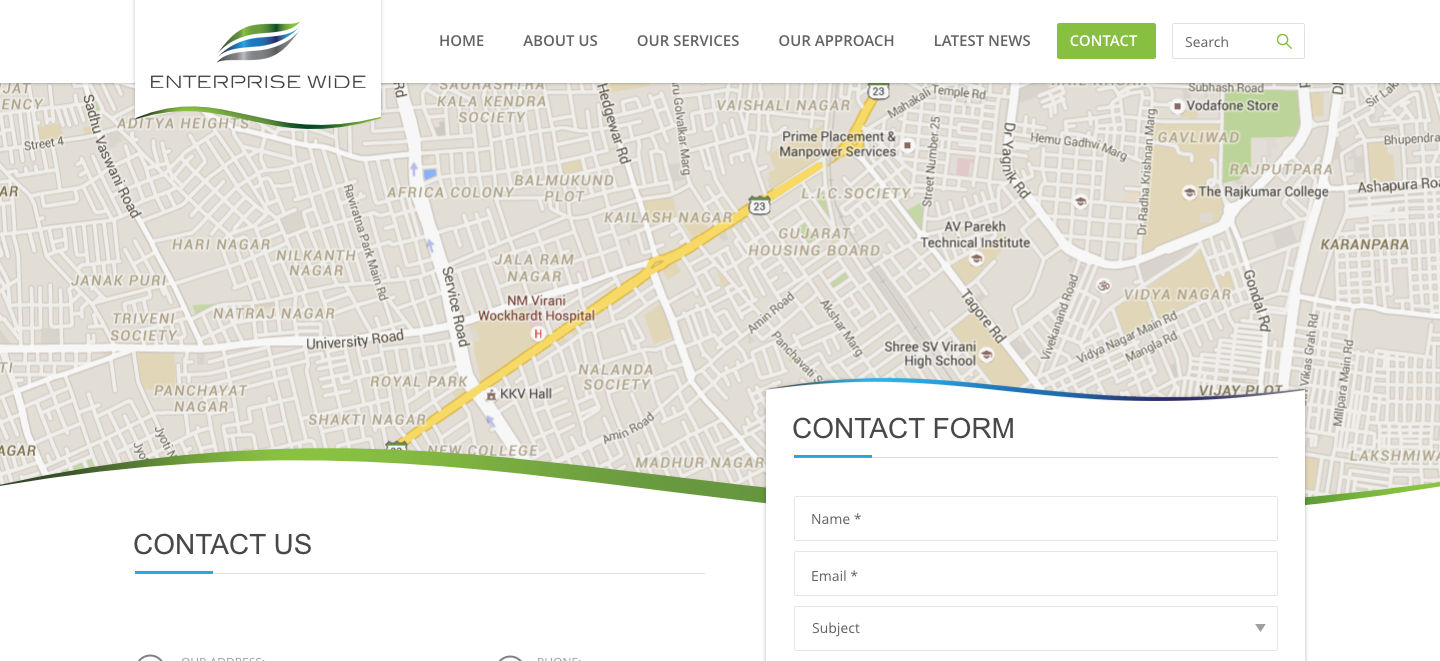 ENTERPRISE WIDE
HOME
ABOUT US
OUR SERVICES
OUR APPROACH
LATEST NEWS
CONTACT
Search
Street 4
ADITYA HEIGHTS
Sadhu Vaswani Road
SAURASHTRA
KALA KENDRA
SOCIETY
Rd
Hedgewar Rd
ru Golvalkar Marg
VAISHALI NAGAR
23
Mahakali Temple Rd
Prime Placement &
Manpower Services
Subhash Road
Vodafone Store
GAVLIWAD
Hemu Gadhvi Marg
Dr Yagnik Rd
Dr Radha Krishnan Marg
Street Number 25
Bhupendra
RAJPUTPARA
The Rajkumar College
Ashapura Roa
KARANPARA
AFRICA COLONY
BALMUKUND
PLOT
L.I.C. SOCIETY
23
KAILASH NAGAR
GUJARAT
HOUSING BOARD
AV Parekh
Technical Institute
Raviratna Park Main Rd
HARI NAGAR
NILKANTH
NAGAR
JALA RAM
NAGAR
JANAK PURI
Service Road
NM Virani
Wockhardt Hospital
H
TRIVENI
SOCIETY
NATRAJ NAGAR
University Road
Amin Road
Akshar Marg
Panchavati S
Tagore Rd
Vivekanand Road
VIDYA NAGAR
Vidya Nagar Main Rd
Mangla Rd
Gondal Rd
Shree SV Virani
High School
VIJAY PLOT
Vikas Grah Rd
Millpara Main Rd
PANCHAYAT
NAGAR
ROYAL PARK
NALANDA
SOCIETY
KKV Hall
SHAKTI NAGAR
NEW COLLEGE
Amin Road
MADHUR NAGAR
LAKSHMIWA
CONTACT FORM
Name *
Email *
Subject
CONTACT US
OUR ADDRESS:
PHONE: